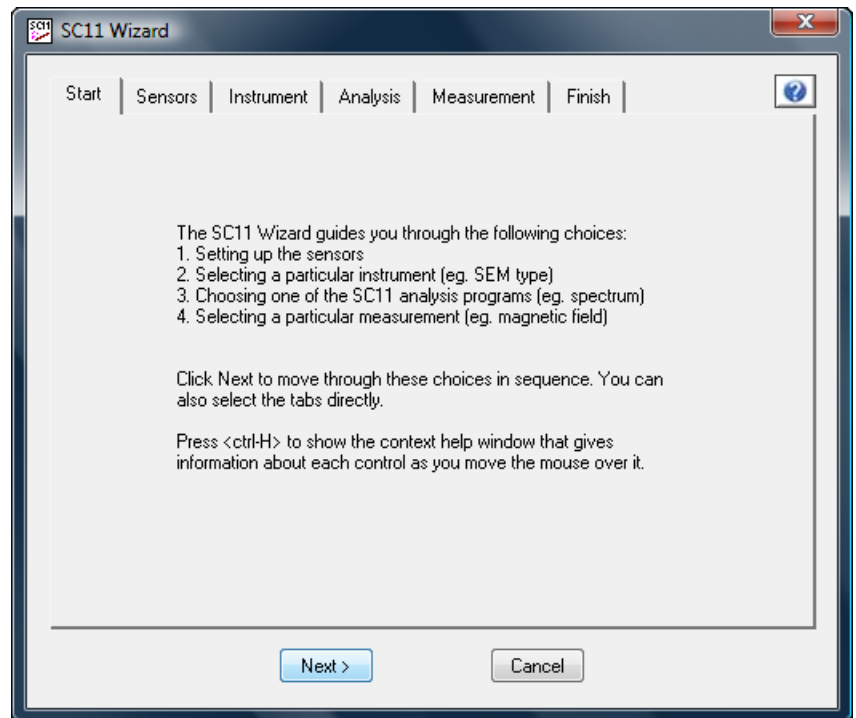 SC11 SC11 Wizard X
Start Sensors Instrument Analysis Measurement Finish ?
The SC11 Wizard guides you through the following choices:
1. Setting up the sensors
2. Selecting a particular instrument (eg. SEM type)
3. Choosing one of the SC11 analysis programs (eg. spectrum)
4. Selecting a particular measurement (eg. magnetic field)
Click Next to move through these choices in sequence. You can
also select the tabs directly.
Press <ctrl-H> to show the context help window that gives
information about each control as you move the mouse over it.
Next > Cancel